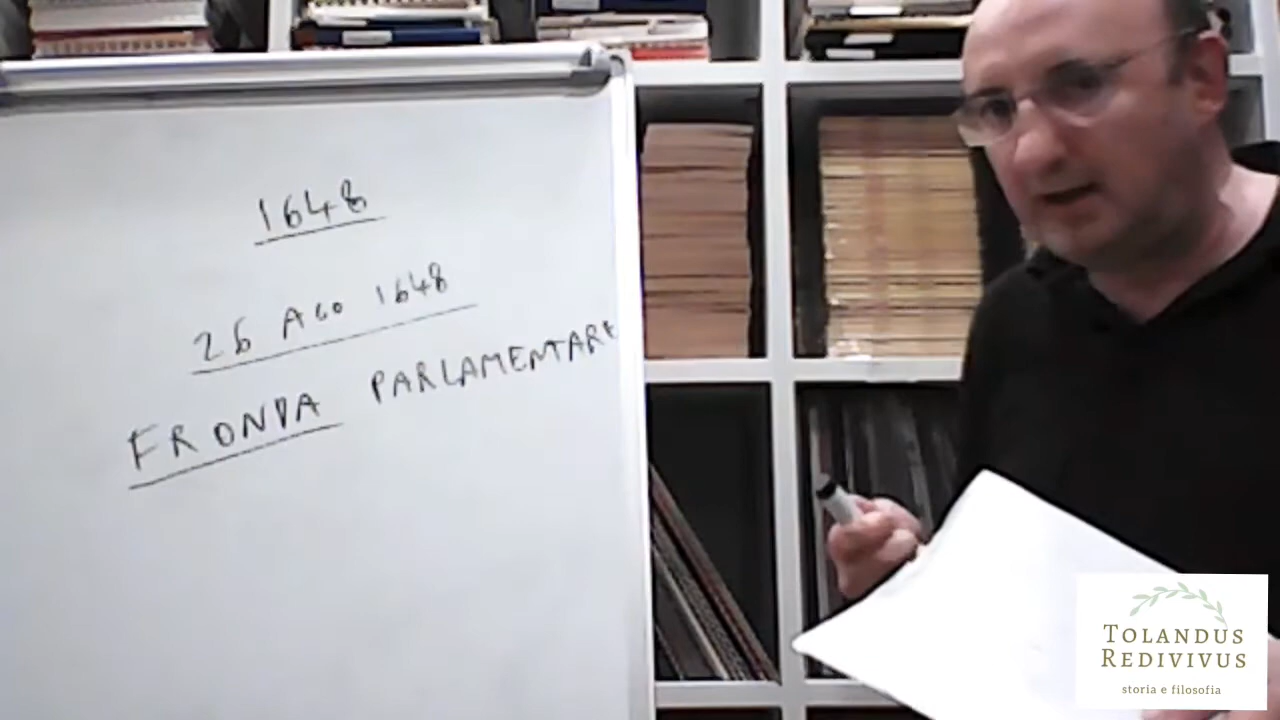 1648
26 AGO 1648
FRONDA PARLAMENTARE
TOLANDUS
REDIVIVUS
storia e filosofia